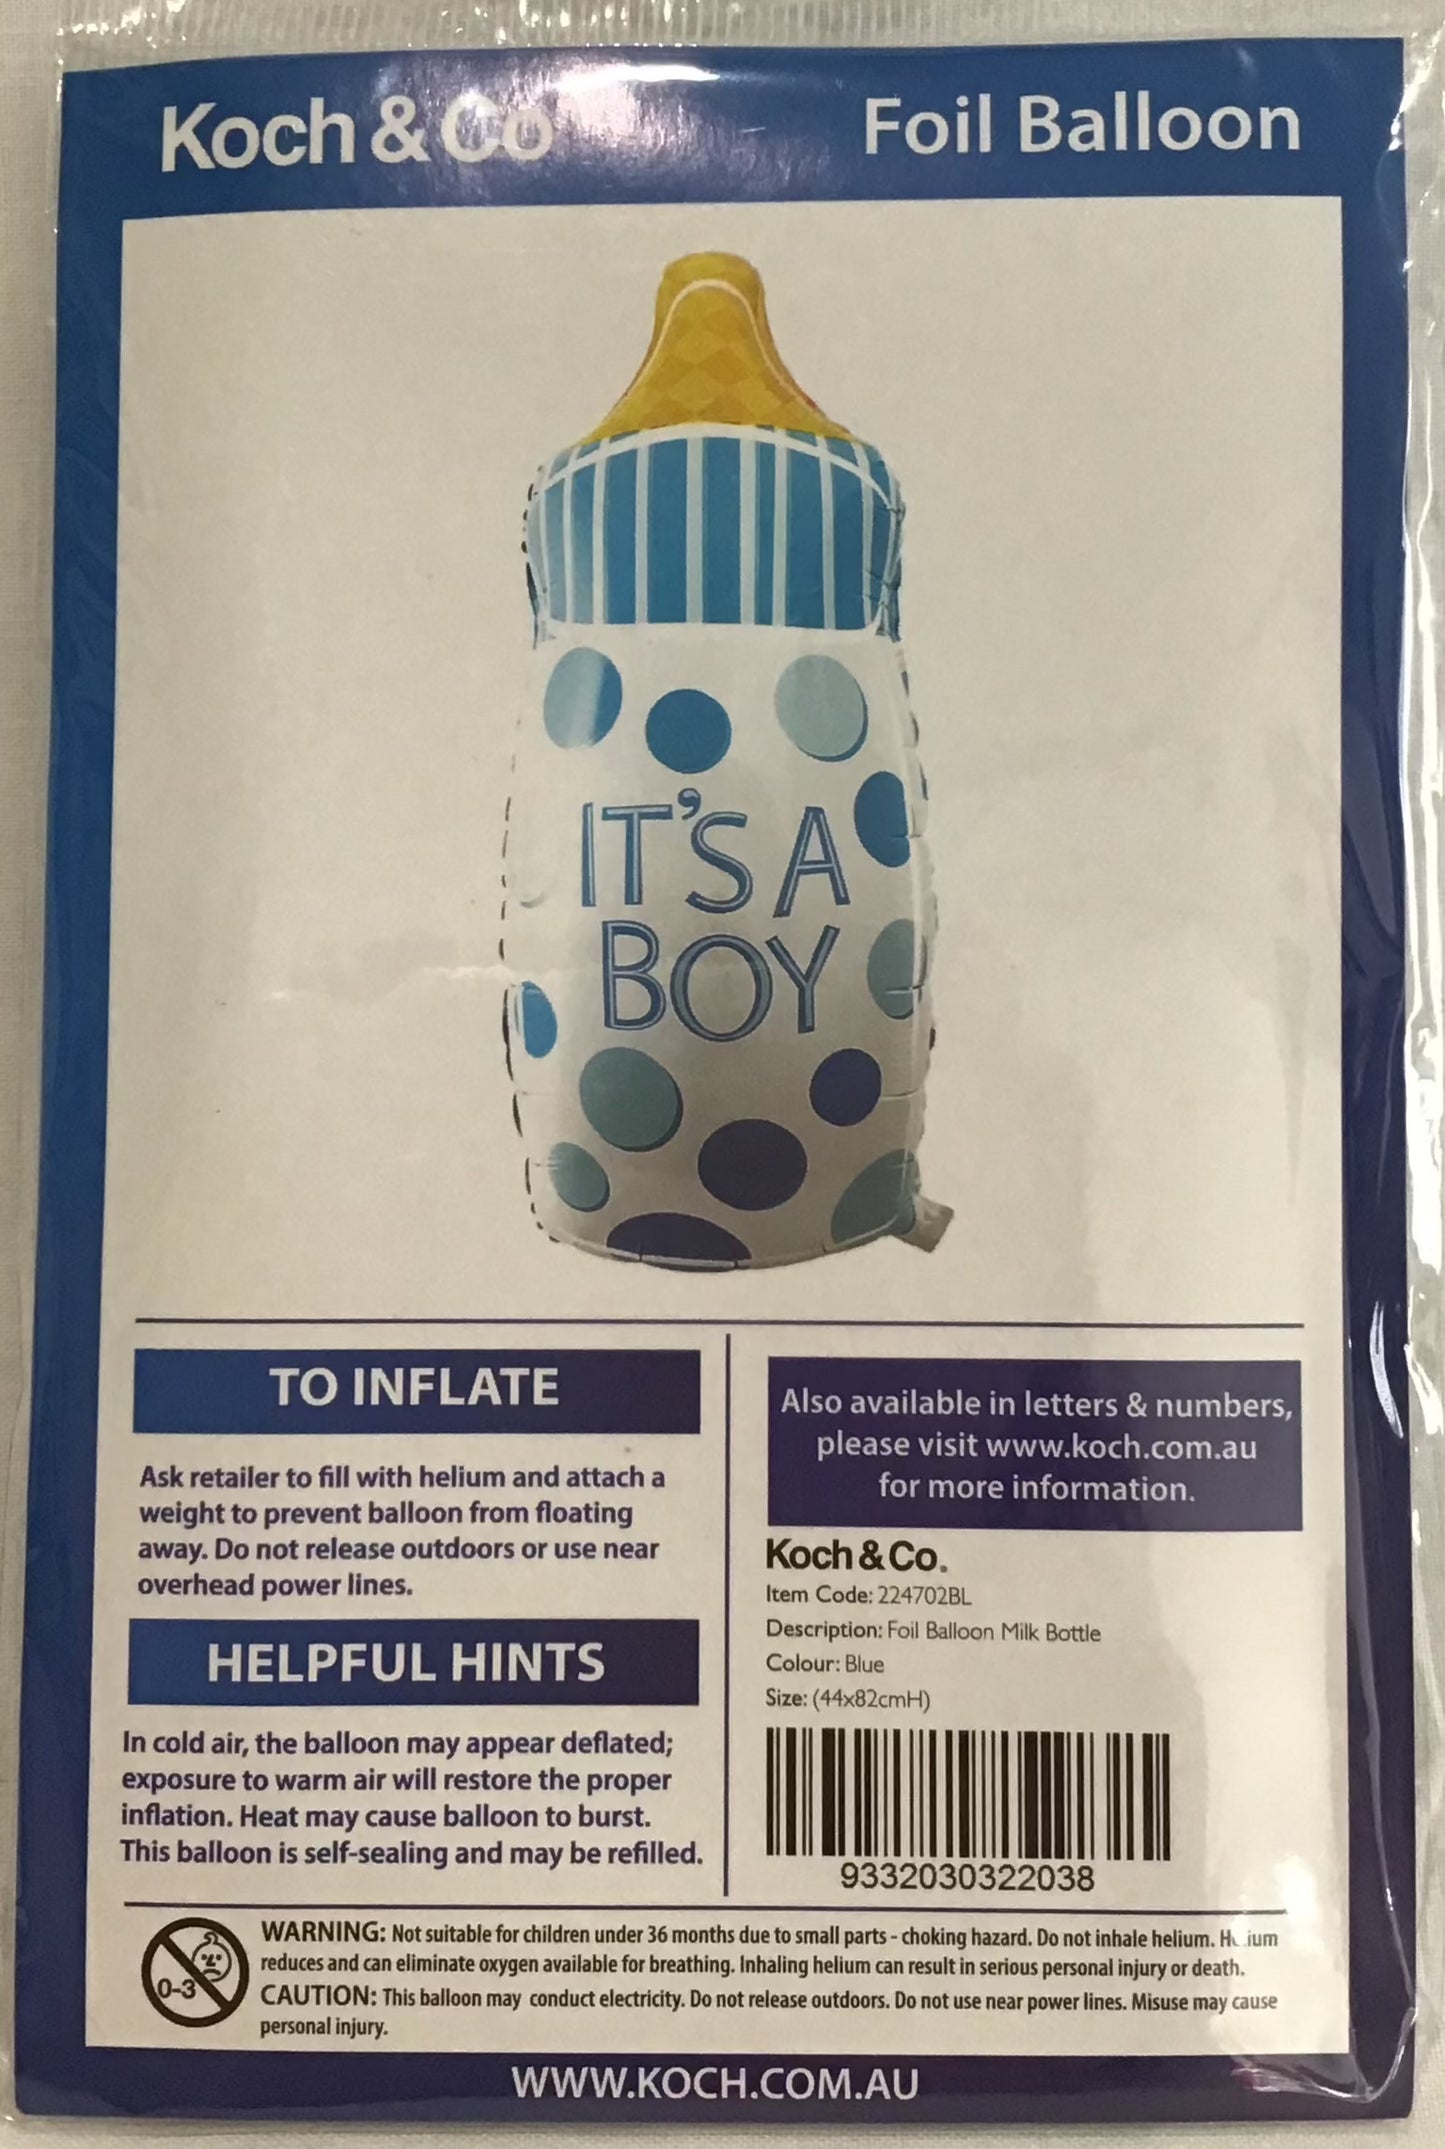 Koch & Co
Foil Balloon
IT'S A
BOY
TO INFLATE
Ask retailer to fill with helium and attach a
weight to prevent balloon from floating
away. Do not release outdoors or use near
overhead power lines.
HELPFUL HINTS
In cold air, the balloon may appear deflated;
exposure to warm air will restore the proper
inflation. Heat may cause balloon to burst.
This balloon is self-sealing and may be refilled.
Also available in letters & numbers,
please visit www.koch.com.au
for more information.
Koch & Co.
Item Code: 224702BL
Description: Foil Balloon Milk Bottle
Colour: Blue
Size: (44x82cmH)
9332030322038
0-3
WARNING: Not suitable for children under 36 months due to small parts - choking hazard. Do not inhale helium. Helium
reduces and can eliminate oxygen available for breathing. Inhaling helium can result in serious personal injury or death.
CAUTION: This balloon may conduct electricity. Do not release outdoors. Do not use near power lines. Misuse may cause
personal injury.
WWW.KOCH.COM.AU